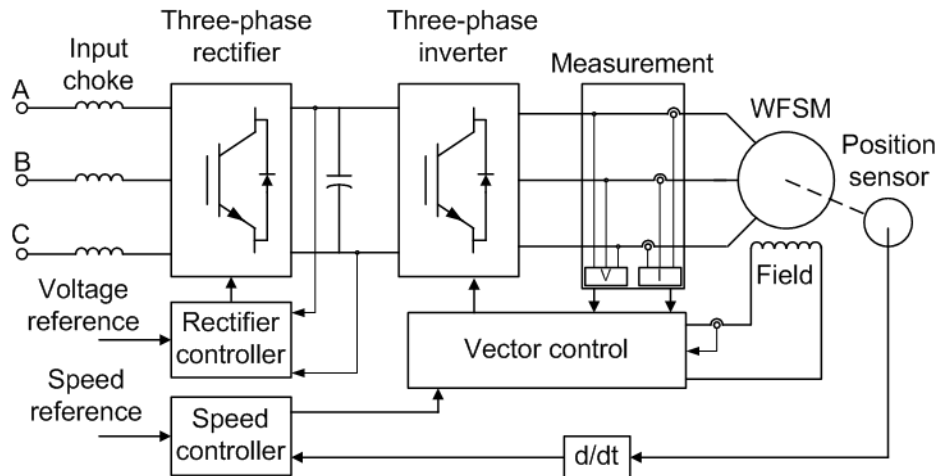 Three-phase
rectifier
Three-phase
inverter
Input
choke
Measurement
WFSM
Position
sensor
A
B
C
V
I
Field
Voltage
reference
Rectifier
controller
Vector control
Speed
reference
Speed
controller
d/dt